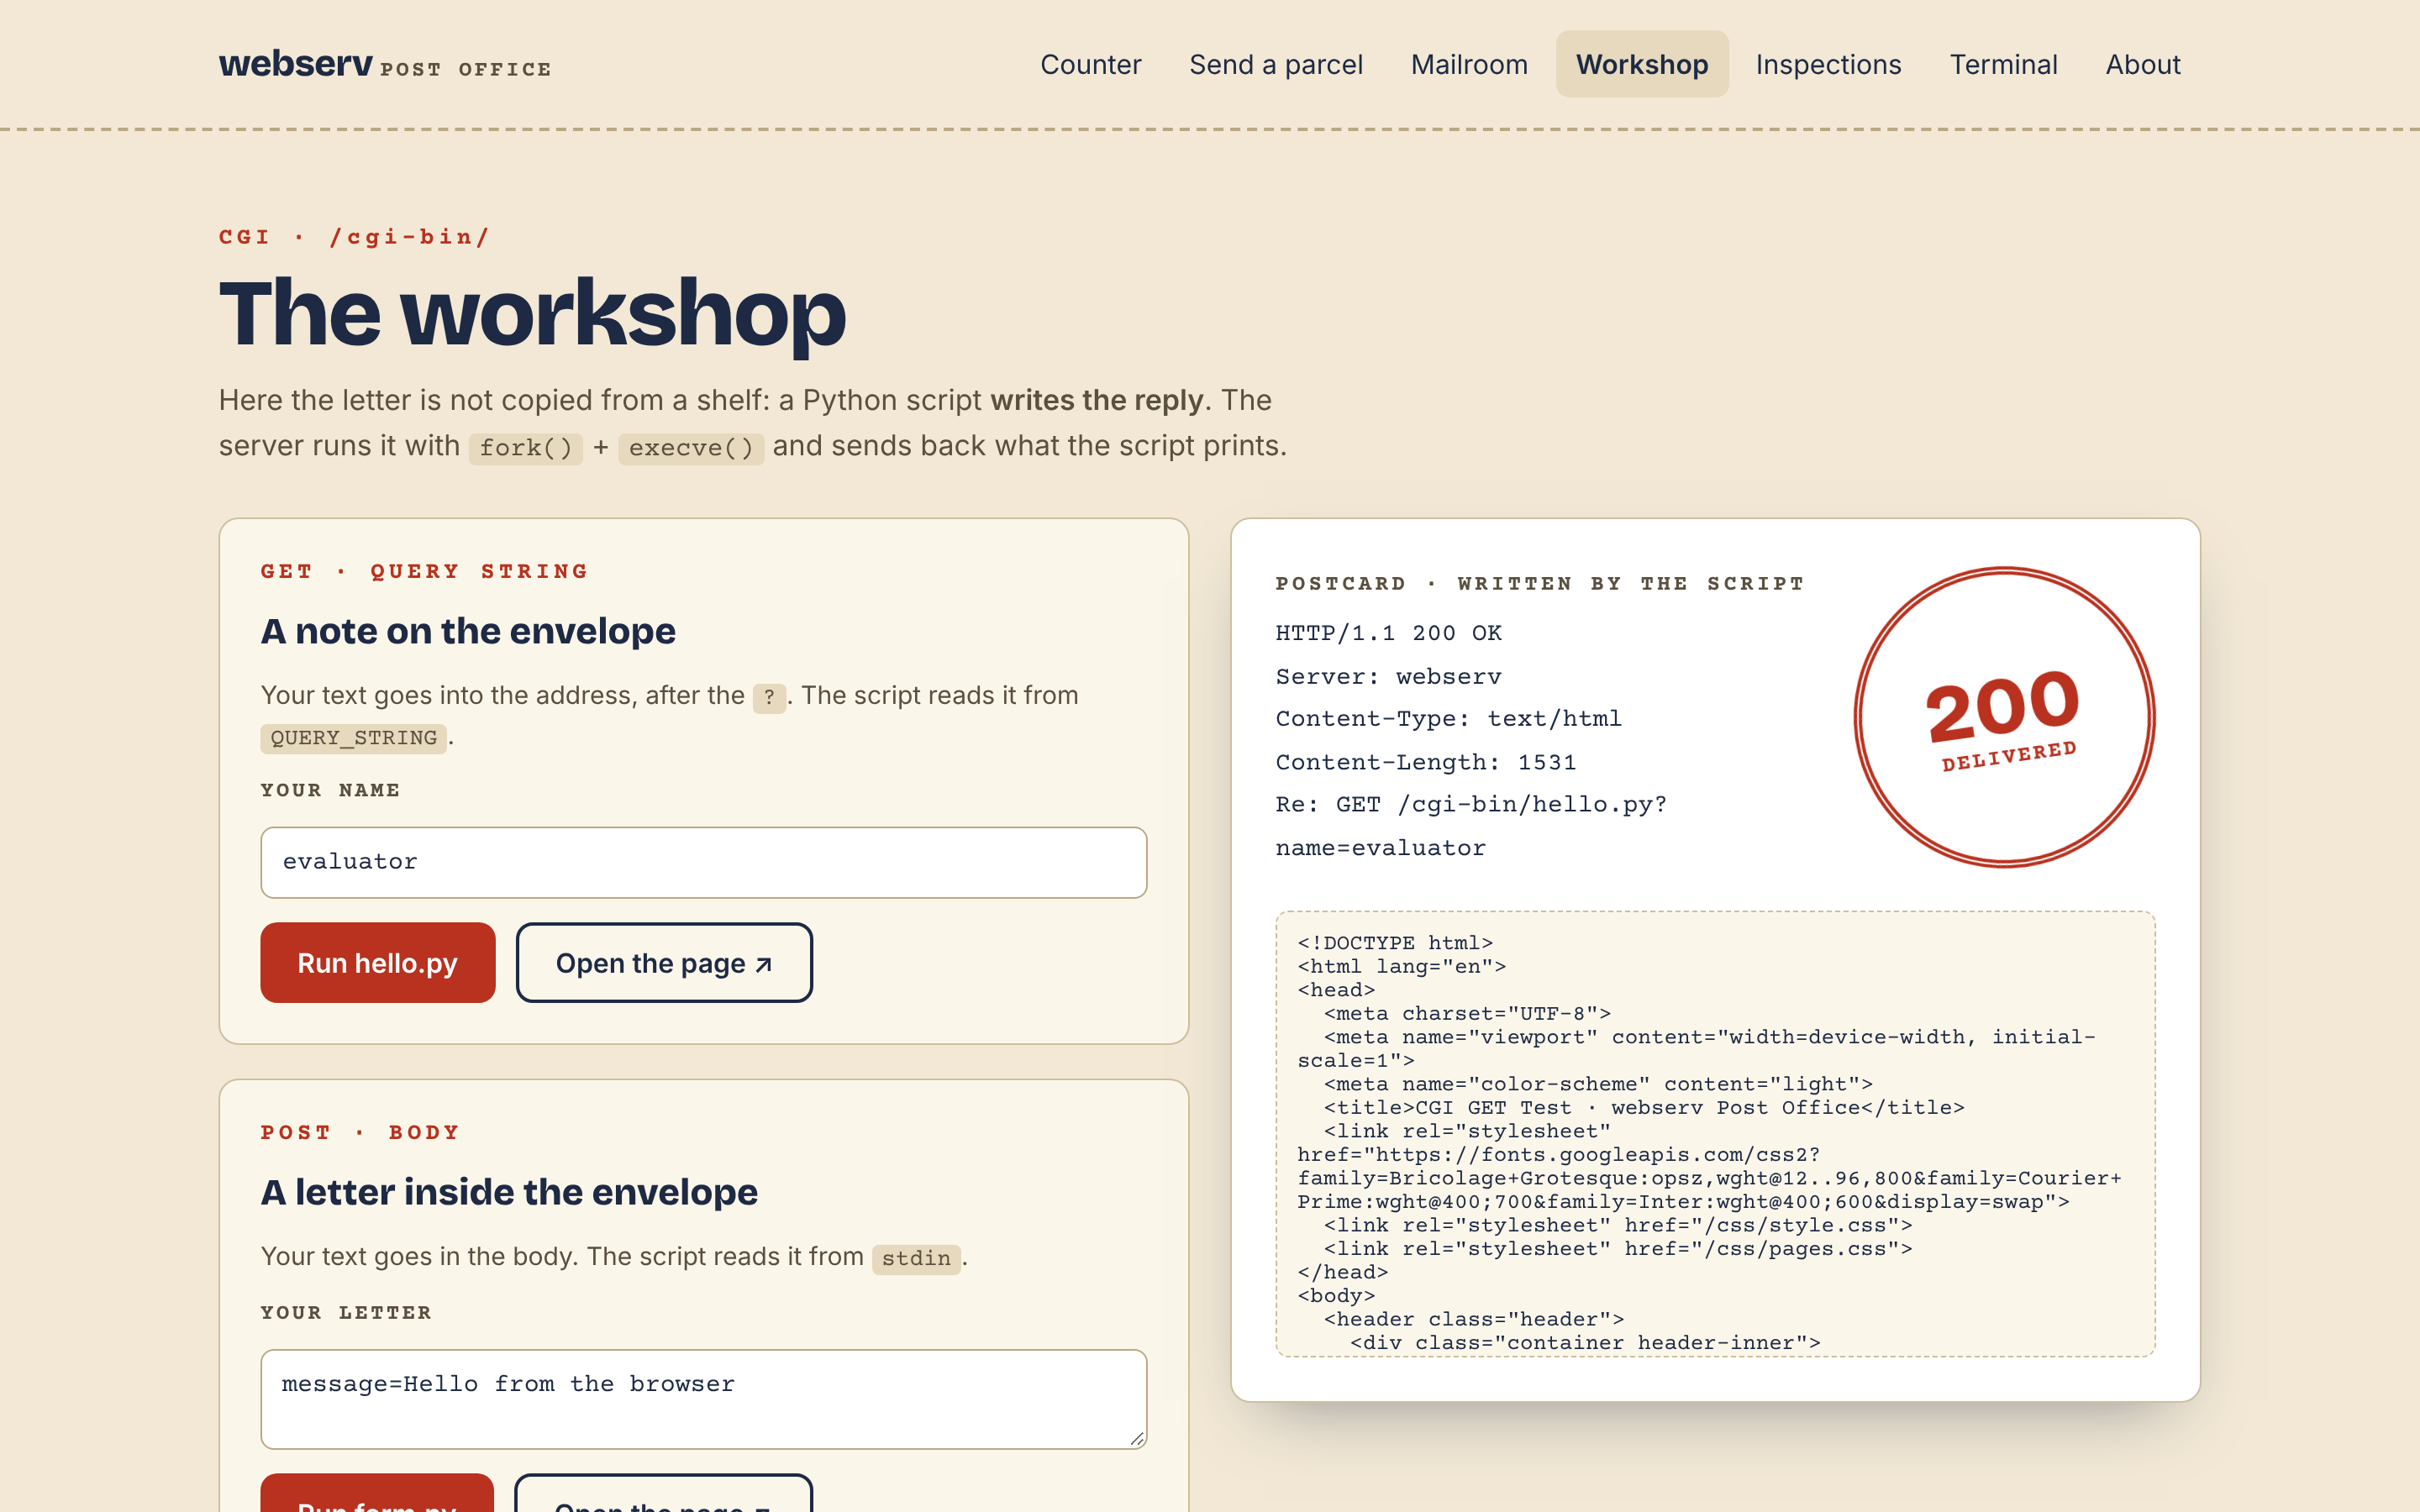 webserv POST OFFICE
Counter Send a parcel Mailroom Workshop Inspections Terminal About
CGI · /cgi-bin/
The workshop
Here the letter is not copied from a shelf: a Python script writes the reply. The
server runs it with fork() + execve() and sends back what the script prints.
GET · QUERY STRING
A note on the envelope
Your text goes into the address, after the ?. The script reads it from
QUERY_STRING.
YOUR NAME
evaluator
Run hello.py Open the page ↗
POST · BODY
A letter inside the envelope
Your text goes in the body. The script reads it from stdin.
YOUR LETTER
message=Hello from the browser
Run form.py Open the page ↗
POSTCARD · WRITTEN BY THE SCRIPT
HTTP/1.1 200 OK
Server: webserv
Content-Type: text/html
Content-Length: 1531
Re: GET /cgi-bin/hello.py?
name=evaluator
200
DELIVERED
<!DOCTYPE html>
<html lang="en">
<head>
  <meta charset="UTF-8">
  <meta name="viewport" content="width=device-width, initial-
scale=1">
  <meta name="color-scheme" content="light">
  <title>CGI GET Test · webserv Post Office</title>
  <link rel="stylesheet"
href="https://fonts.googleapis.com/css2?
family=Bricolage+Grotesque:opsz,wght@12..96,800&family=Courier+
Prime:wght@400;700&family=Inter:wght@400;600&display=swap">
  <link rel="stylesheet" href="/css/style.css">
  <link rel="stylesheet" href="/css/pages.css">
</head>
<body>
  <header class="header">
    <div class="container header-inner">